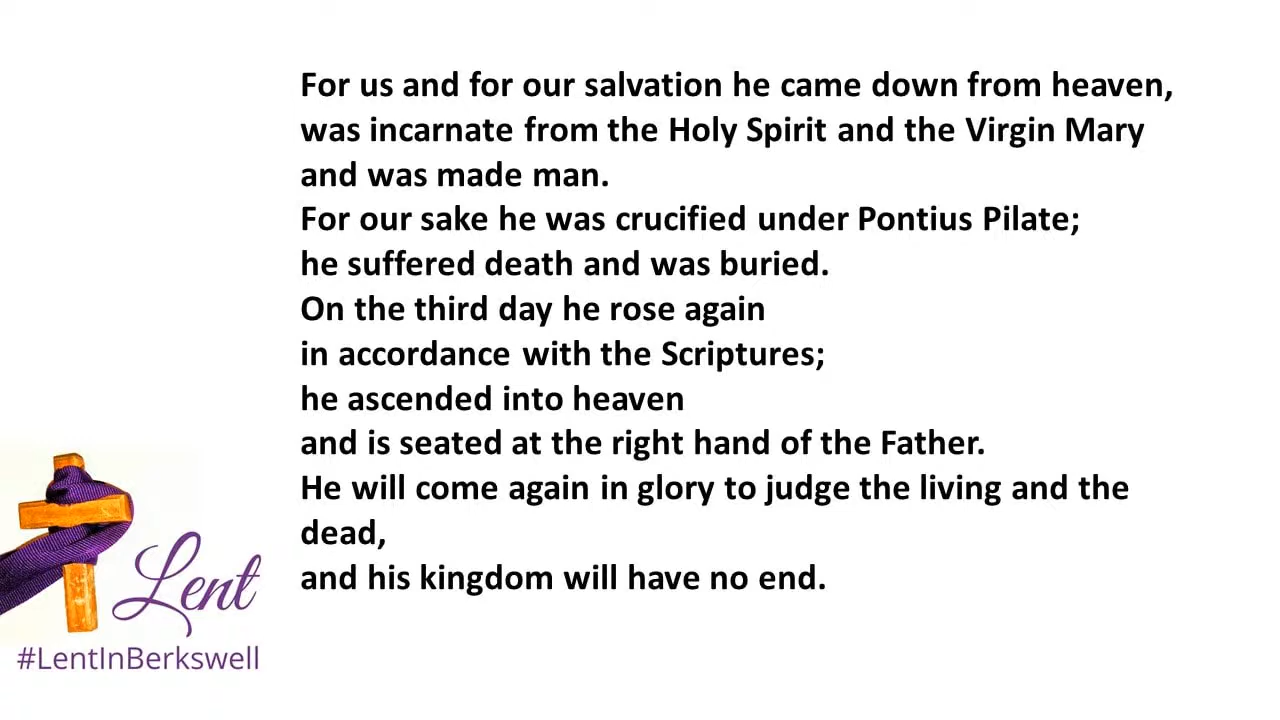 For us and for our salvation he came down from heaven,
was incarnate from the Holy Spirit and the Virgin Mary
and was made man.
For our sake he was crucified under Pontius Pilate;
he suffered death and was buried.
On the third day he rose again
in accordance with the Scriptures;
he ascended into heaven
and is seated at the right hand of the Father.
He will come again in glory to judge the living and the
dead,
and his kingdom will have no end.
Lent
#LentInBerkswell